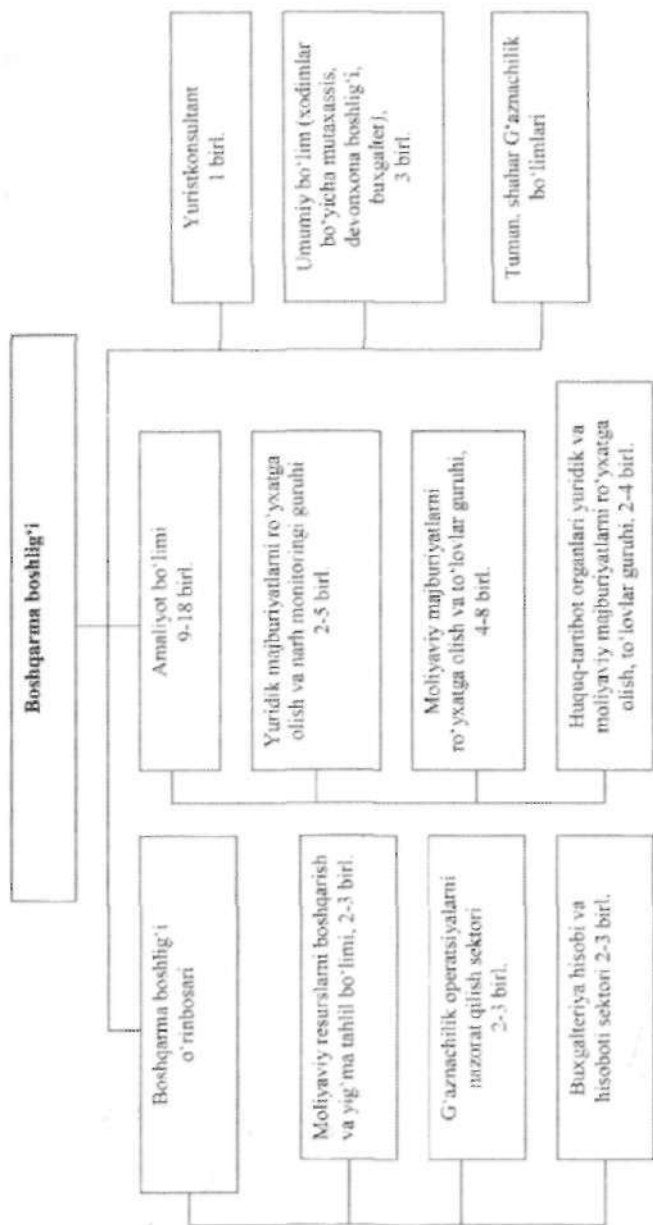 Boshqarma boshlig‘i
Boshqarma boshlig‘i
o‘rinbosari
Moliyaviy resurslarni boshqarish
va yig‘ma tahlil bo‘limi, 2-3 birl.
G‘aznachilik operatsiyalarni
nazorat qilish sektori
2-3 birl.
Buxgalteriya hisobi va
hisoboti sektori 2-3 birl.
Amaliyot bo‘limi
9-18 birl.
Yuridik majburiyatlarni ro‘yxatga
olish va narh monitoringi guruhi
2-5 birl.
Moliyaviy majburiyatlarni
ro‘yxatga olish va to‘lovlar guruhi,
4-8 birl.
Huquq-tartibot organlari yuridik va
moliyaviy majburiyatlarni ro‘yxatga
olish, to‘lovlar guruhi, 2-4 birl.
Yuristkonsultant
1 birl.
Umumiy bo‘lim (xodimlar
bo‘yicha mutaxassis,
devonxona boshlig‘i,
buxgalter),
3 birl.
Tuman, shahar G‘aznachilik
bo‘limlari